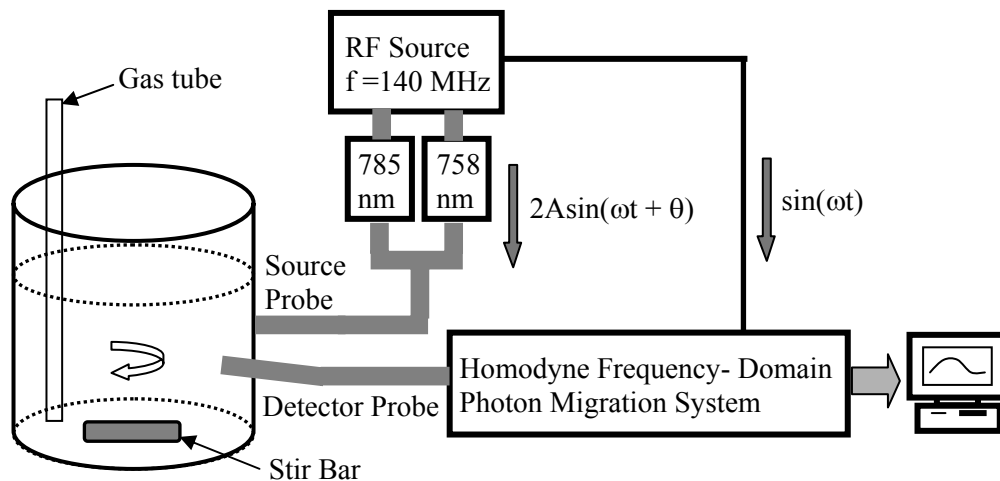 RF Source
f =140 MHz
Gas tube
785
nm
758
nm
2Asin(ωt + θ)
sin(ωt)
Source
Probe
Homodyne Frequency- Domain
Photon Migration System
Detector Probe
Stir Bar